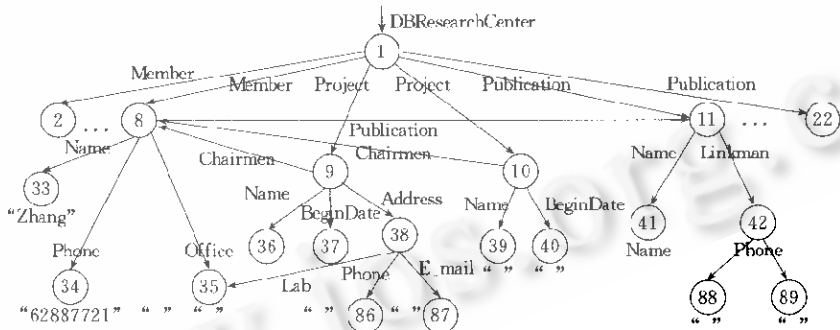 DBResearchCenter
1
Member Member Project Project Publication Publication
2 ... 8 Publication 11 ... 22
Name Chairmen Chairmen Name Linkman
33 9 10
"Zhang" Name BeginDate Address Name BeginDate 41 42
36 37 38 39 40 Name Phone
Phone Office Lab Phone E_mail " " " "
34 35 86 " " 87 88 89
"62887721" " " " " " " " " " " " "